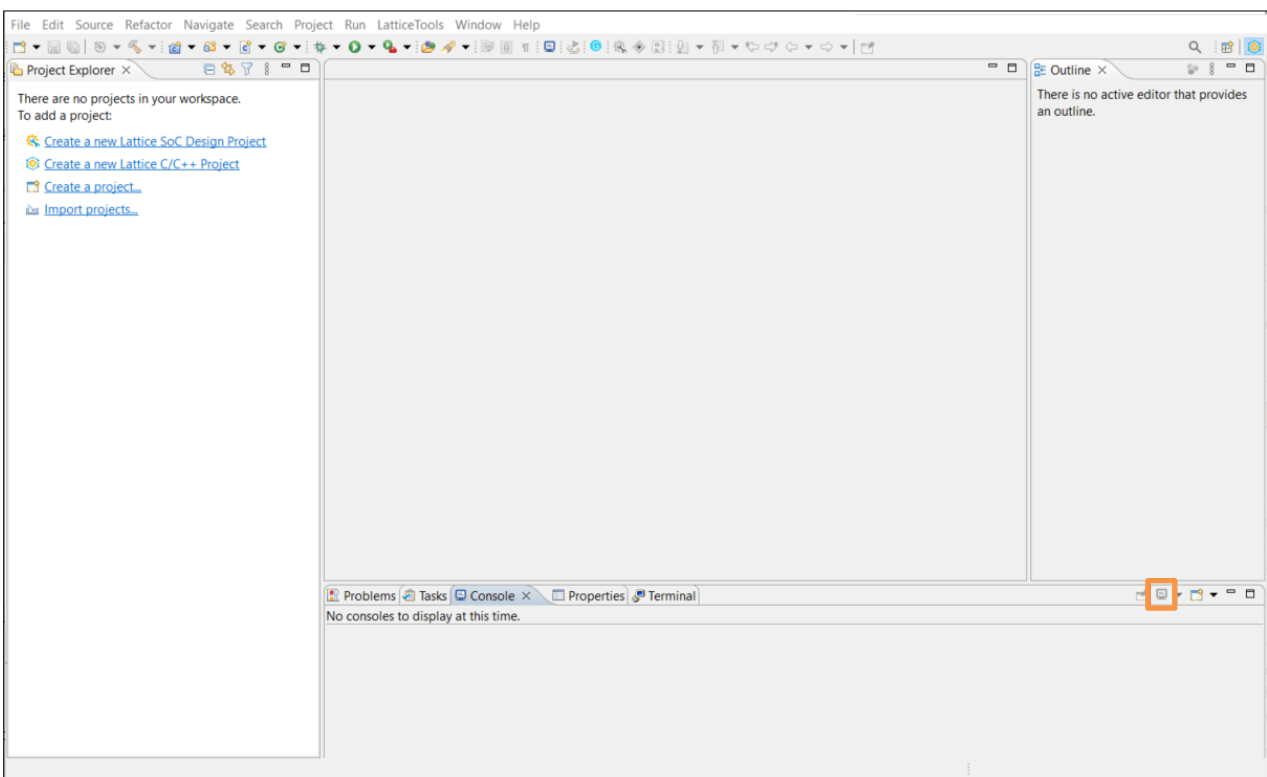 File Edit Source Refactor Navigate Search Project Run LatticeTools Window Help
Project Explorer
There are no projects in your workspace.
To add a project:
Create a new Lattice SoC Design Project
Create a new Lattice C/C++ Project
Create a project...
Import projects...
Outline
There is no active editor that provides
an outline.
Problems Tasks Console Properties Terminal
No consoles to display at this time.